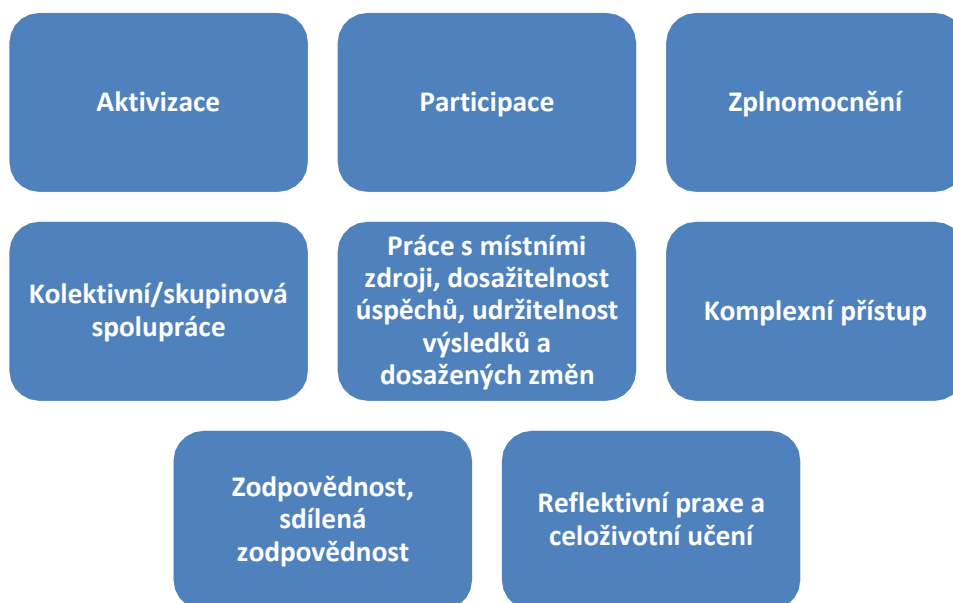 Aktivizace
Participace
Zplnomocnění
Kolektivní/skupinová
spolupráce
Práce s místními
zdroji, dosažitelnost
úspěchů, udržitelnost
výsledků a
dosažených změn
Komplexní přístup
Zodpovědnost,
sdílená
zodpovědnost
Reflektivní praxe a
celoživotní učení